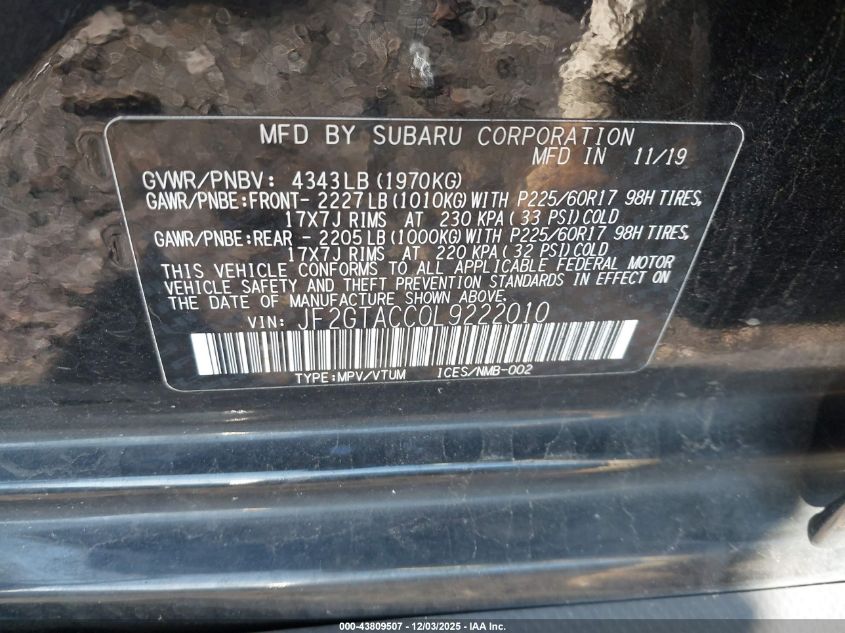 MFD BY SUBARU CORPORATION
MFD IN 11/19
GVWR/PNBV: 4343LB(1970KG)
GAWR/PNBE:FRONT- 2227LB(1010KG)WITH P225/60R17 98H TIRES,
17X7J RIMS AT 230 KPA(33 PSI)COLD
GAWR/PNBE:REAR - 2205LB(1000KG)WITH P225/60R17 98H TIRES,
17X7J RIMS AT 220 KPA(32 PSI)COLD
THIS VEHICLE CONFORMS TO ALL APPLICABLE FEDERAL MOTOR
VEHICLE SAFETY AND THEFT PREVENTION STANDARDS IN EFFECT ON
THE DATE OF MANUFACTURE SHOWN ABOVE.
VIN: JF2GTACC0L9222010
TYPE:MPV/VTUM ICES/NMB-002
000-43809507 - 12/03/2025 - IAA Inc.